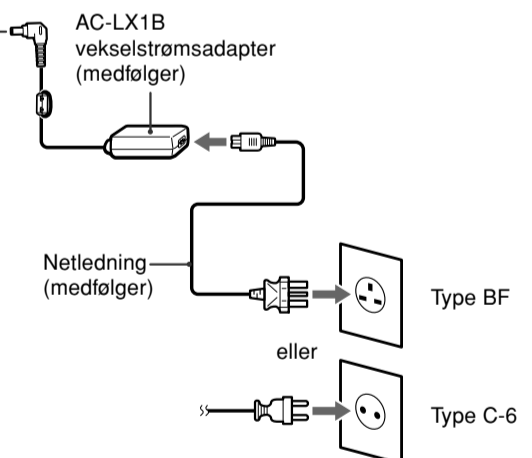 AC-LX1B
vekselstrømsadapter
(medfølger)
Netledning
(medfølger)
Type BF
eller
Type C-6